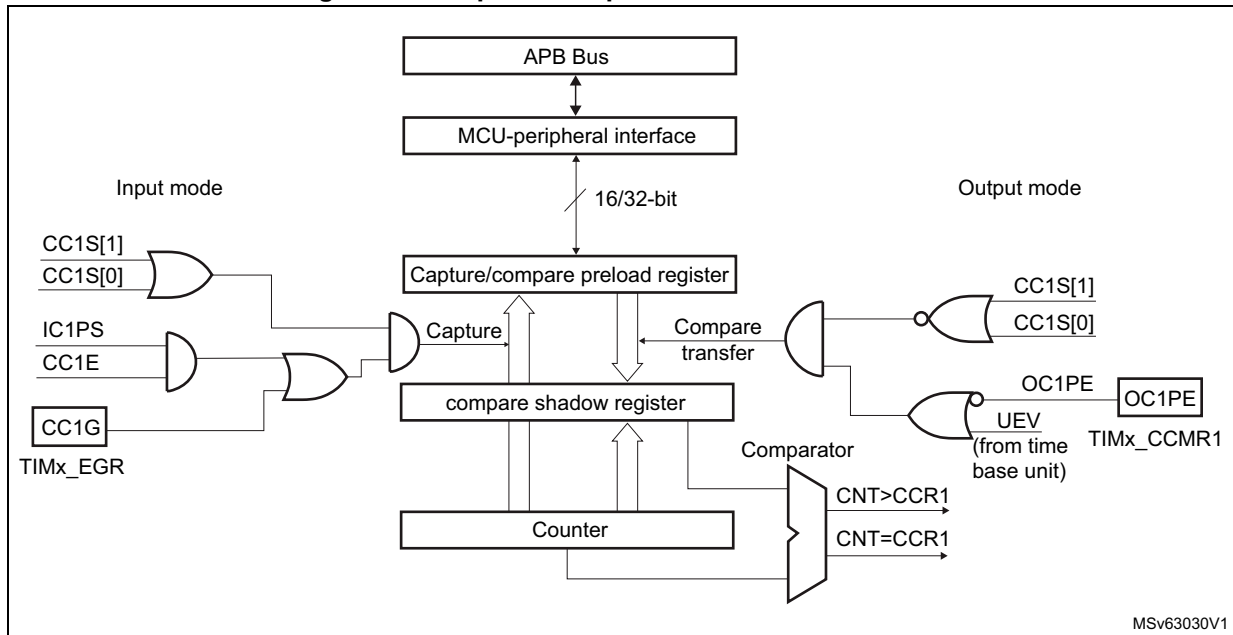 APB Bus
MCU-peripheral interface
Input mode
Output mode
16/32-bit
CC1S[1]
CC1S[0]
Capture/compare preload register
CC1S[1]
CC1S[0]
IC1PS
CC1E
Capture
Compare
transfer
compare shadow register
CC1G
TIMx_EGR
OC1PE
OC1PE
UEV
(from time
base unit)
TIMx_CCMR1
Comparator
CNT>CCR1
Counter
CNT=CCR1
MSv63030V1